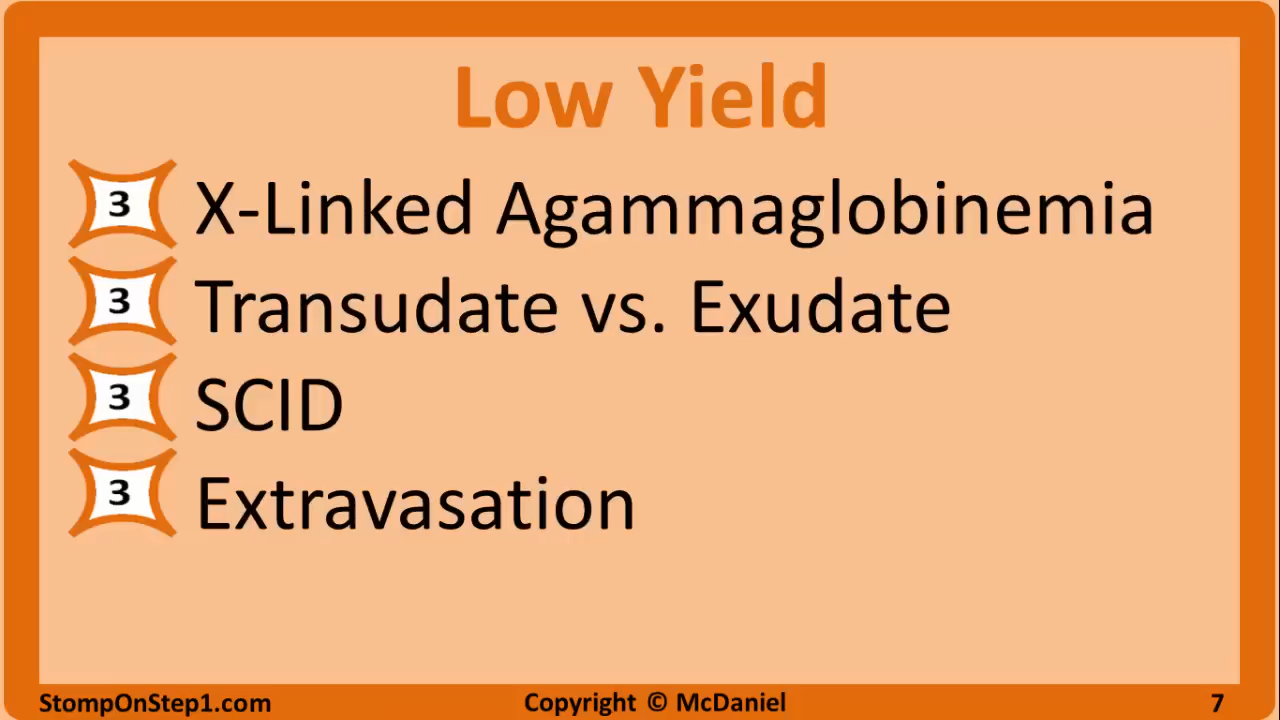 Low Yield
3 X-Linked Agammaglobinemia
3 Transudate vs. Exudate
3 SCID
3 Extravasation
StompOnStep1.com Copyright © McDaniel 7